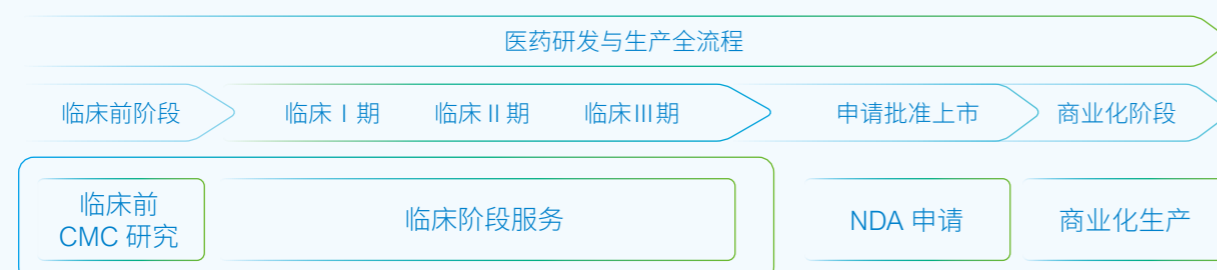 医药研发与生产全流程
临床前阶段
临床Ⅰ期
临床Ⅱ期
临床Ⅲ期
申请批准上市
商业化阶段
临床前
CMC 研究
临床阶段服务
NDA 申请
商业化生产